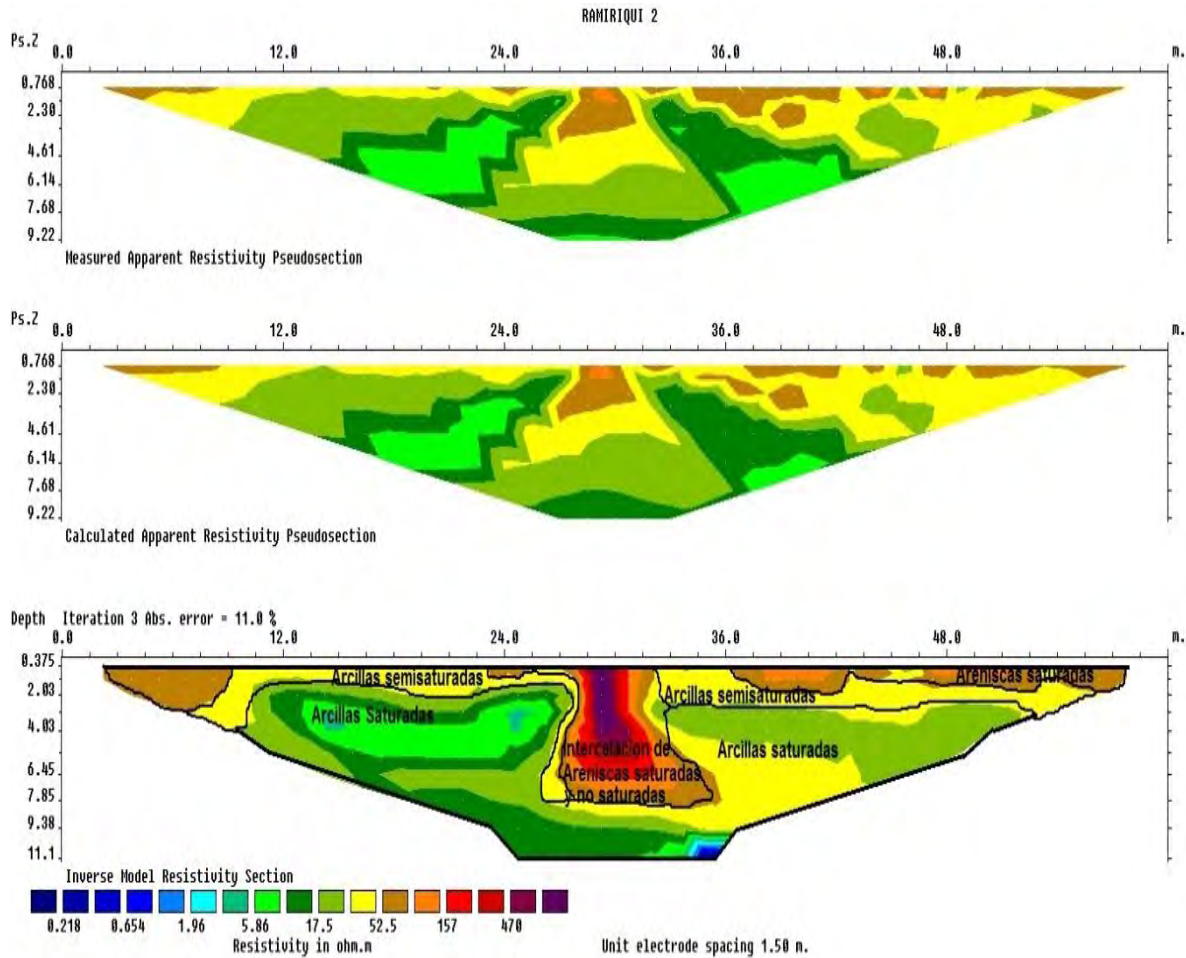 RAMIRIQUI 2
Ps.Z 0.0 12.0 24.0 36.0 48.0 m.
0.768
2.38
4.61
6.14
7.68
9.22
Measured Apparent Resistivity Pseudosection
Ps.Z 0.0 12.0 24.0 36.0 48.0 m.
0.768
2.38
4.61
6.14
7.68
9.22
Calculated Apparent Resistivity Pseudosection
Depth Iteration 3 Abs. error = 11.0 %
0.0 12.0 24.0 36.0 48.0 m.
0.375
2.03
4.03
6.45
7.85
9.38
11.1
Arcillas semisaturadas
Areniscas saturadas
Arcillas semisaturadas
Arcillas Saturadas
Intercelacion de
Areniscas saturadas
y no saturadas
Arcillas saturadas
Inverse Model Resistivity Section
0.218 0.654 1.96 5.86 17.5 52.5 157 470
Resistivity in ohm.m Unit electrode spacing 1.50 m.